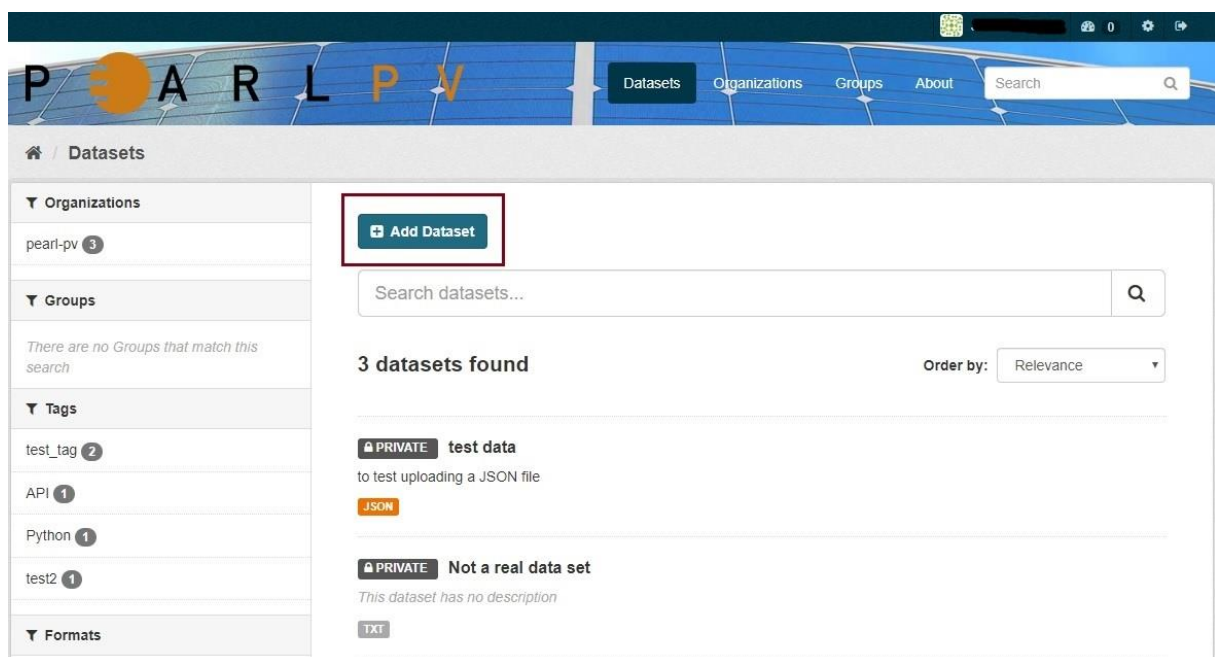 0
PEARL PV
Datasets Organizations Groups About Search
/ Datasets
Organizations
pearl-pv 3
Groups
There are no Groups that match this
search
Tags
test_tag 2
API 1
Python 1
test2 1
Formats
Add Dataset
Search datasets...
3 datasets found Order by: Relevance
PRIVATE test data
to test uploading a JSON file
JSON
PRIVATE Not a real data set
This dataset has no description
TXT